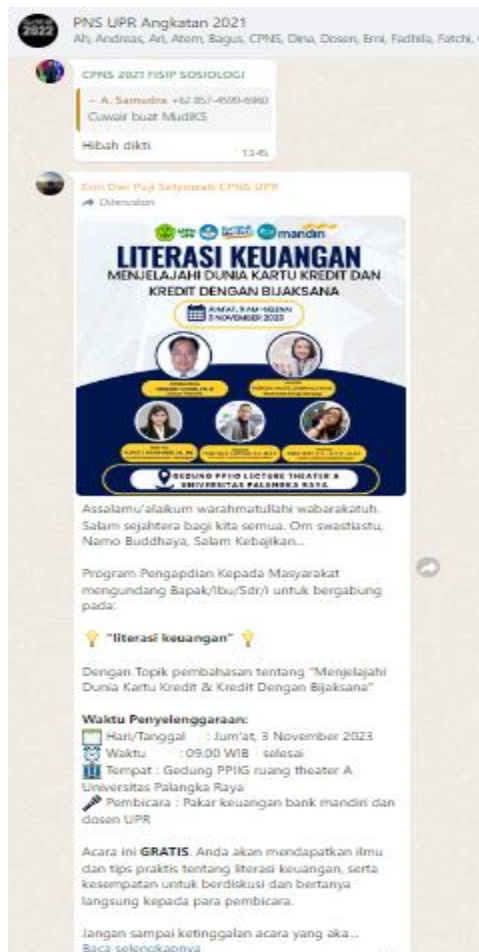 PNS UPR Angkatan 2021
Ah, Andreas, Ari, Atem, Bagus, CPNS, Dina, Dosen, Erni, Fadhila, Fatchi,
CPNS 2021 FISIP SOSIOLOGI
~ A. Samudra
Cuwair buat MudiKS
Hibah dikti
13.45
Erni Dwi Puji Setyowati CPNS UPR
Diteruskan
mandiri
LITERASI KEUANGAN
MENJELAJAHI DUNIA KARTU KREDIT DAN
KREDIT DENGAN BIJAKSANA
JUM'AT, 9 AM-SELESAI
3 NOVEMBER 2023
GEDUNG PPIIG LECTURE THEATER A
UNIVERSITAS PALANGKA RAYA
Assalamu'alaikum warahmatullahi wabarakatuh.
Salam sejahtera bagi kita semua. Om swastiastu,
Namo Buddhaya, Salam Kebajikan...
Program Pengapdian Kepada Masyarakat
mengundang Bapak/Ibu/Sdr/i untuk bergabung
pada:
"literasi keuangan"
Dengan Topik pembahasan tentang "Menjelajahi
Dunia Kartu Kredit & Kredit Dengan Bijaksana"
Waktu Penyelenggaraan:
Hari/Tanggal : Jum'at, 3 November 2023
Waktu : 09.00 WIB - selesai
Tempat : Gedung PPIIG ruang theater A
Universitas Palangka Raya
Pembicara : Pakar keuangan bank mandiri dan
dosen UPR
Acara ini GRATIS. Anda akan mendapatkan ilmu
dan tips praktis tentang literasi keuangan, serta
kesempatan untuk berdiskusi dan bertanya
langsung kepada para pembicara.
Jangan sampai ketinggalan acara yang aka...
Baca selengkapnya